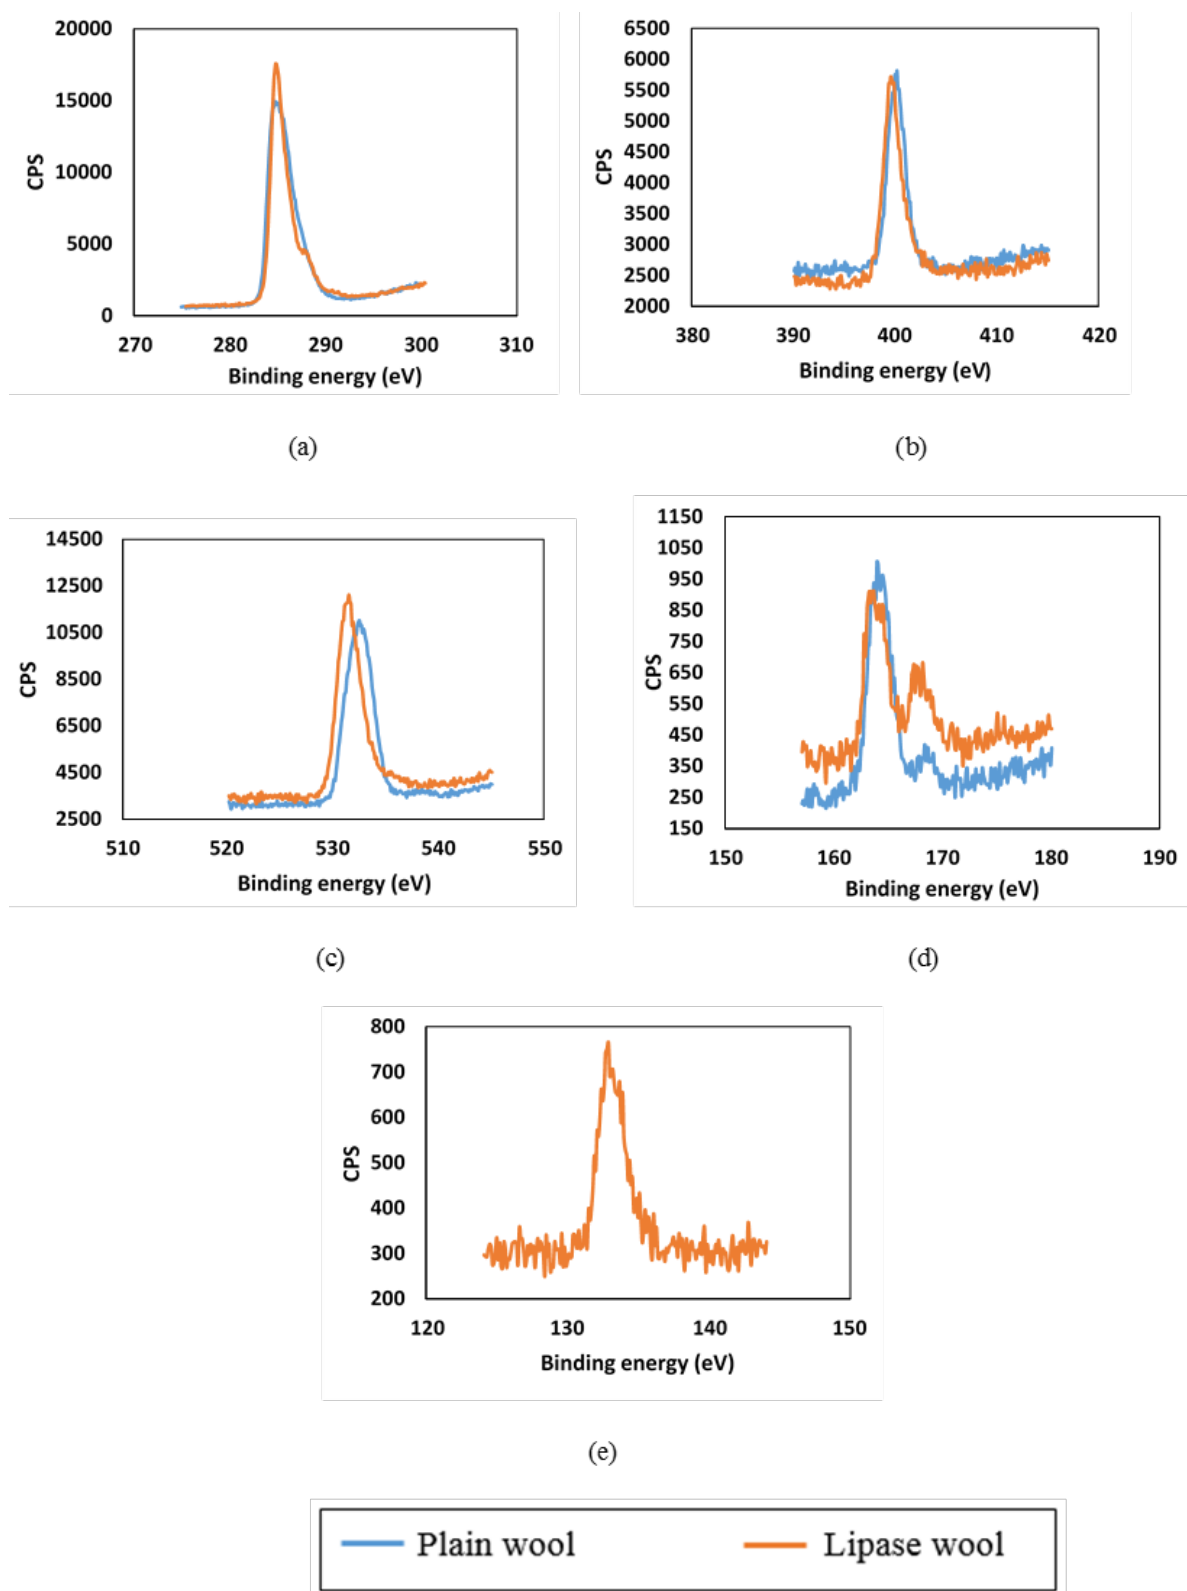 20000
15000
10000
5000
0
CPS
270 280 290 300 310
Binding energy (eV)
(a)
6500
6000
5500
5000
4500
4000
3500
3000
2500
2000
CPS
380 390 400 410 420
Binding energy (eV)
(b)
14500
12500
10500
8500
6500
4500
2500
CPS
510 520 530 540 550
Binding energy (eV)
(c)
1150
1050
950
850
750
650
550
450
350
250
150
CPS
150 160 170 180 190
Binding energy (eV)
(d)
800
700
600
500
400
300
200
CPS
120 130 140 150
Binding energy (eV)
(e)
Plain wool Lipase wool